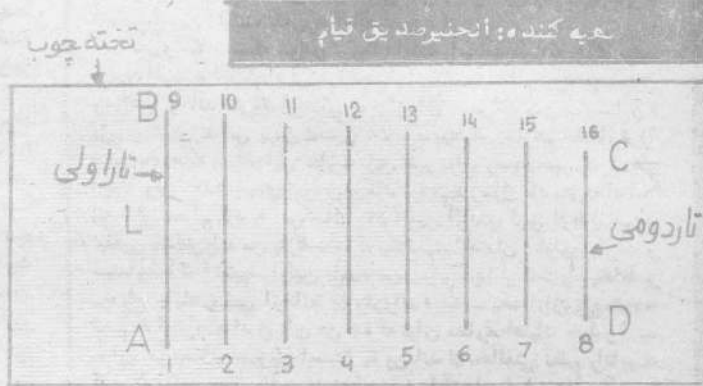 تهیه کننده: انجنیر صدیق قیام
تخته چوب
B 9 10 11 12 13 14 15 16 C
تار اولی
L
تار دومی
A 1 2 3 4 5 6 7 8 D